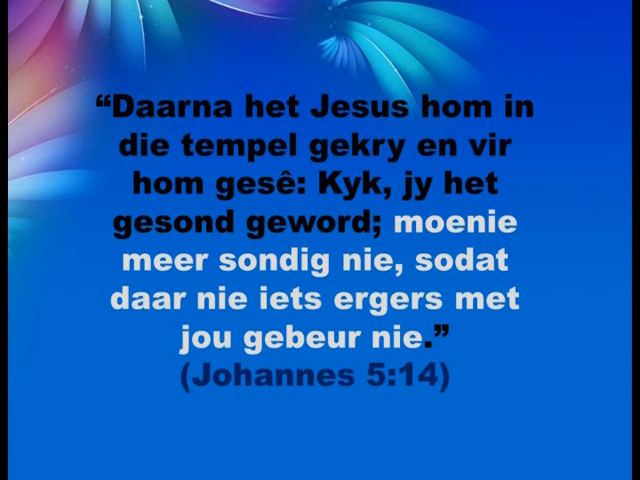 “Daarna het Jesus hom in
die tempel gekry en vir
hom gesê: Kyk, jy het
gesond geword; moenie
meer sondig nie, sodat
daar nie iets ergers met
jou gebeur nie.”
(Johannes 5:14)